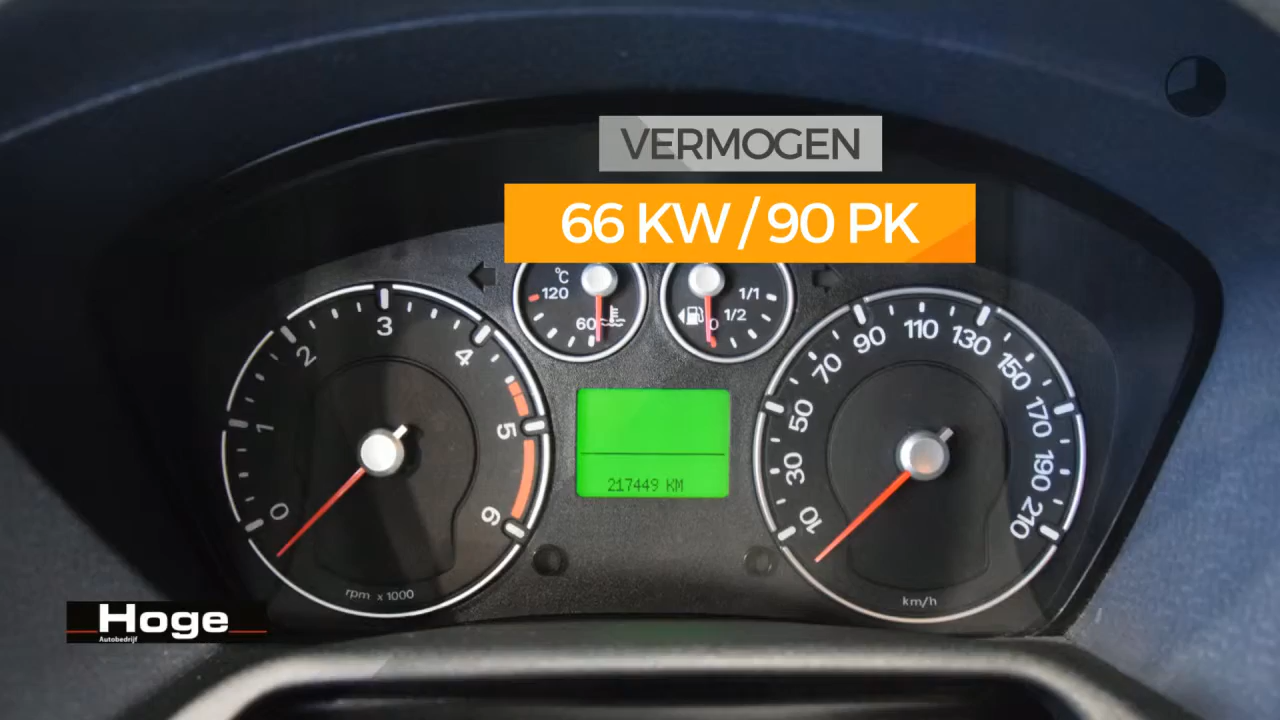 VERMOGEN
66 KW / 90 PK
°C
120
60
1/1
1/2
0
0 1 2 3 4 5 6
rpm x 1000
217449 KM
10 30 50 70 90 110 130 150 170 190 210
km/h
Hoge
Autobedrijf